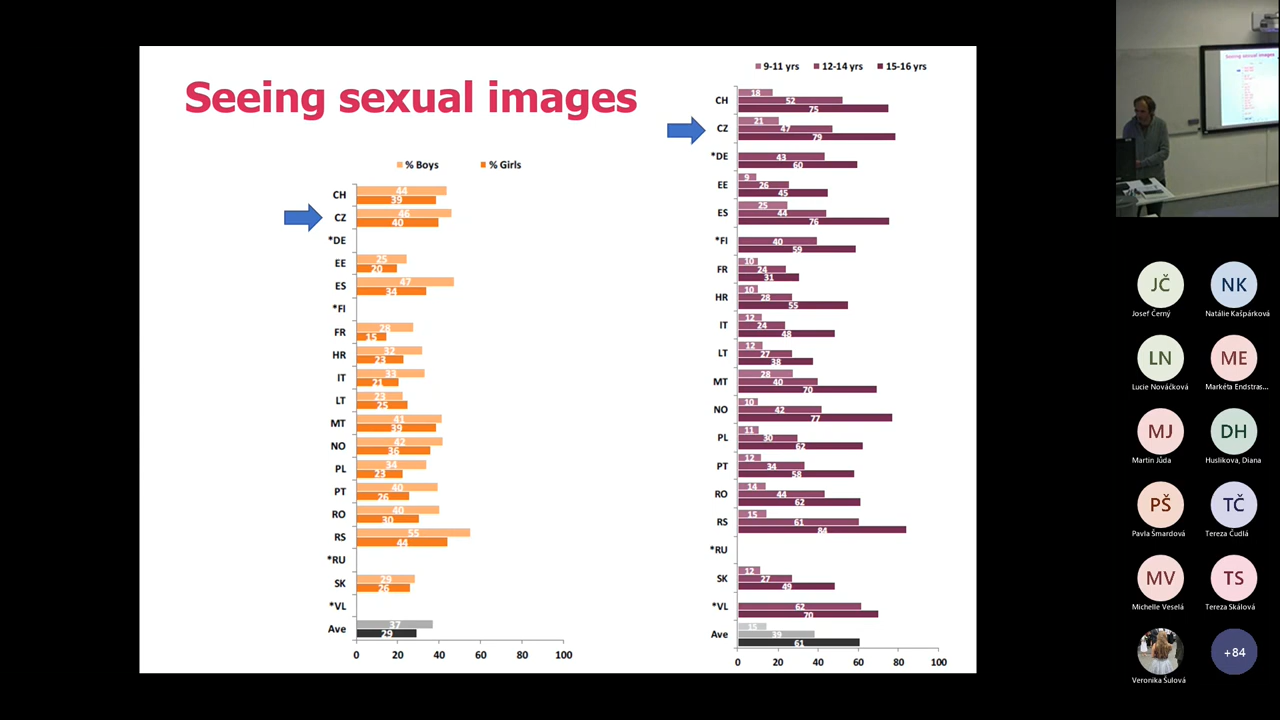 Seeing sexual images
% Boys
% Girls
CH
44
39
CZ
46
40
*DE
EE
25
20
ES
47
34
*FI
FR
28
15
HR
32
23
IT
33
21
LT
23
25
MT
41
39
NO
42
36
PL
34
23
PT
40
26
RO
40
30
RS
55
44
*RU
SK
29
26
*VL
Ave
37
29
0 20 40 60 80 100
9-11 yrs
12-14 yrs
15-16 yrs
CH
18
52
75
CZ
21
47
79
*DE
43
60
EE
9
26
45
ES
25
44
76
*FI
40
59
FR
10
24
31
HR
10
28
55
IT
12
24
48
LT
12
27
38
MT
28
40
70
NO
10
42
77
PL
11
30
62
PT
12
34
58
RO
14
44
62
RS
15
61
84
*RU
SK
12
27
49
*VL
62
70
Ave
15
39
61
0 20 40 60 80 100
Seeing sexual images
JČ
Josef Černý
NK
Natálie Kašpárková
LN
Lucie Nováčková
ME
Markéta Endstras...
MJ
Martin Jůda
DH
Huslikova, Diana
PŠ
Pavla Šmardová
TČ
Tereza Čudlá
MV
Michelle Veselá
TS
Tereza Skálová
Veronika Šulová
+84